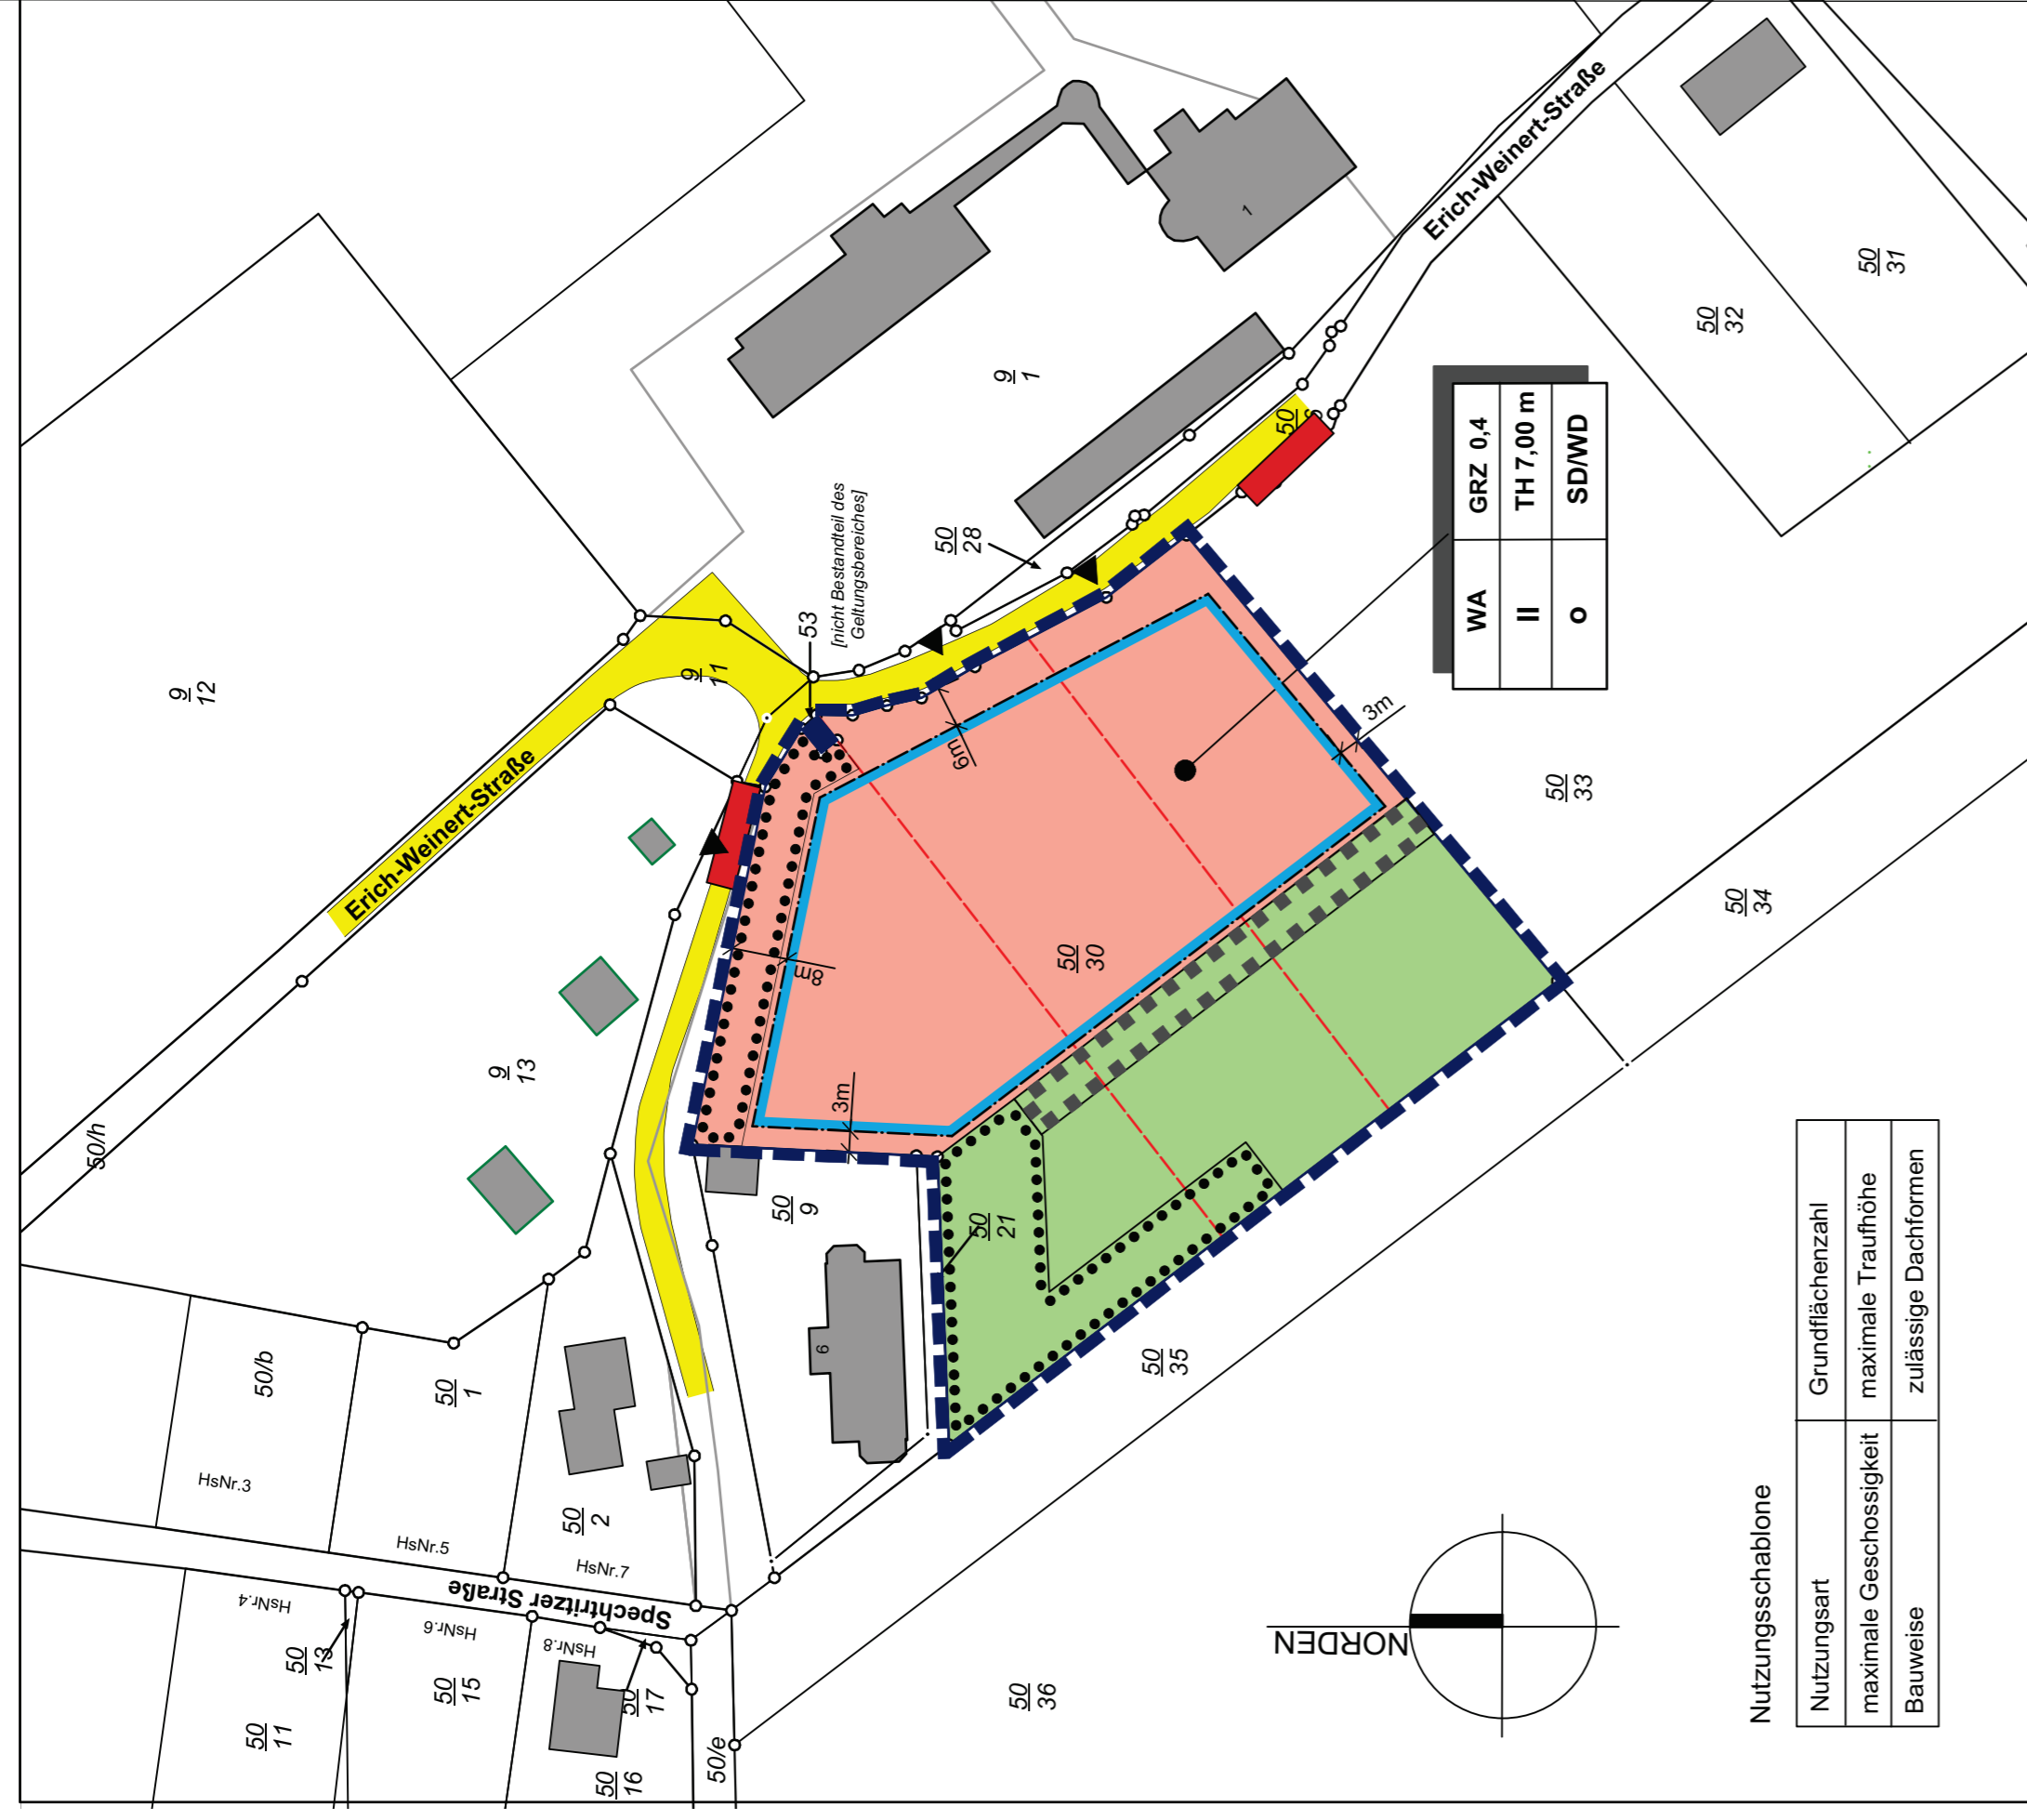 9
12
9
11
9
1
1
9
13
50/h
50/b
50
1
50
2
HsNr.3
HsNr.5
HsNr.7
HsNr.4
HsNr.6
HsNr.8
Spechtritzer Straße
50
13
50
11
50
15
50
17
50
16
50/e
50
9
6
50
21
50
30
50
28
50
33
50
34
50
35
50
36
50
32
50
31
50
53
[nicht Bestandteil des
Geltungsbereiches]
Erich-Weinert-Straße
Erich-Weinert-Straße
6m
8m
3m
3m
WA GRZ 0,4
II TH 7,00 m
o SD/WD
NORDEN
Nutzungsschablone
Nutzungsart Grundflächenzahl
maximale Geschossigkeit maximale Traufhöhe
Bauweise zulässige Dachformen